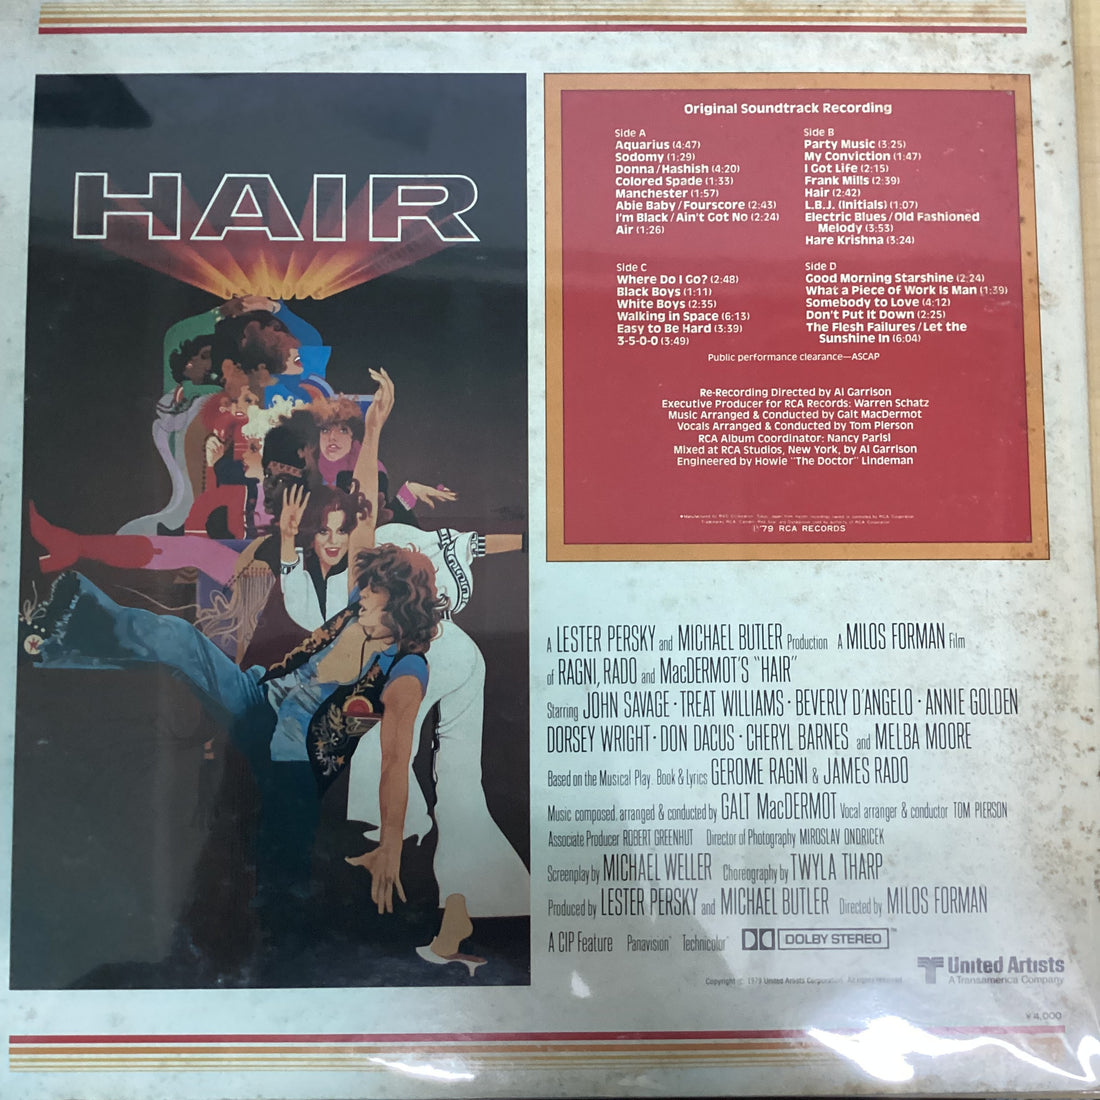 HAIR
Original Soundtrack Recording
Side A
Aquarius (4:47)
Sodomy (1:29)
Donna/Hashish (4:20)
Colored Spade (1:33)
Manchester (1:57)
Abie Baby/Fourscore (2:43)
I'm Black/Ain't Got No (2:24)
Air (1:26)
Side B
Party Music (3:25)
My Conviction (1:47)
I Got Life (2:15)
Frank Mills (2:39)
Hair (2:42)
L.B.J. (Initials) (1:07)
Electric Blues/Old Fashioned
Melody (3:53)
Hare Krishna (3:24)
Side C
Where Do I Go? (2:48)
Black Boys (1:11)
White Boys (2:35)
Walking in Space (6:13)
Easy to Be Hard (3:39)
3-5-0-0 (3:49)
Side D
Good Morning Starshine (2:24)
What a Piece of Work is Man (1:39)
Somebody to Love (4:12)
Don't Put It Down (2:25)
The Flesh Failures/Let the
Sunshine In (6:04)
Public performance clearance—ASCAP
Re-Recording Directed by Al Garrison
Executive Producer for RCA Records: Warren Schatz
Music Arranged & Conducted by Galt MacDermot
Vocals Arranged & Conducted by Tom Pierson
RCA Album Coordinator: Nancy Parisi
Mixed at RCA Studios, New York, by Al Garrison
Engineered by Howie "The Doctor" Lindeman
℗ '79 RCA RECORDS
A LESTER PERSKY and MICHAEL BUTLER Production A MILOS FORMAN Film
of RAGNI, RADO and MacDERMOT'S "HAIR"
Starring JOHN SAVAGE · TREAT WILLIAMS · BEVERLY D'ANGELO · ANNIE GOLDEN
DORSEY WRIGHT · DON DACUS · CHERYL BARNES and MELBA MOORE
Based on the Musical Play. Book & Lyrics GEROME RAGNI & JAMES RADO
Music composed, arranged & conducted by GALT MacDERMOT Vocal arranger & conductor TOM PIERSON
Associate Producer ROBERT GREENHUT Director of Photography MIROSLAV ONDRICEK
Screenplay by MICHAEL WELLER Choreography by TWYLA THARP
Produced by LESTER PERSKY and MICHAEL BUTLER Directed by MILOS FORMAN
A CIP Feature Panavision® Technicolor® DOLBY STEREO ™
United Artists
A Transamerica Company
Copyright © 1979 United Artists Corporation. All rights reserved
¥4,000